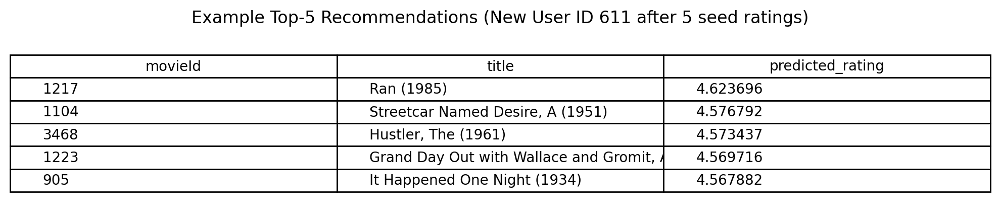 Example Top-5 Recommendations (New User ID 611 after 5 seed ratings)
movieId title predicted_rating
1217 Ran (1985) 4.623696
1104 Streetcar Named Desire, A (1951) 4.576792
3468 Hustler, The (1961) 4.573437
1223 Grand Day Out with Wallace and Gromit, 4.569716
905 It Happened One Night (1934) 4.567882